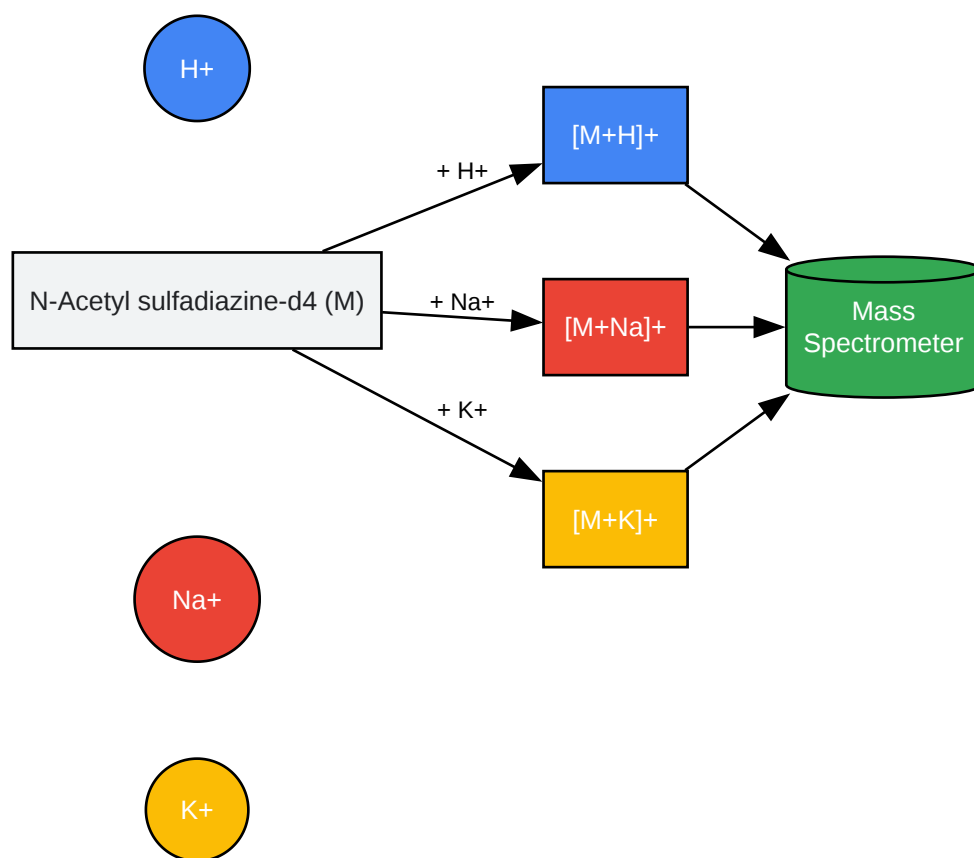 H+
[M+H]+
+ H+
N-Acetyl sulfadiazine-d4 (M)
+ Na+
[M+Na]+
Mass
Spectrometer
+ K+
[M+K]+
Na+
K+